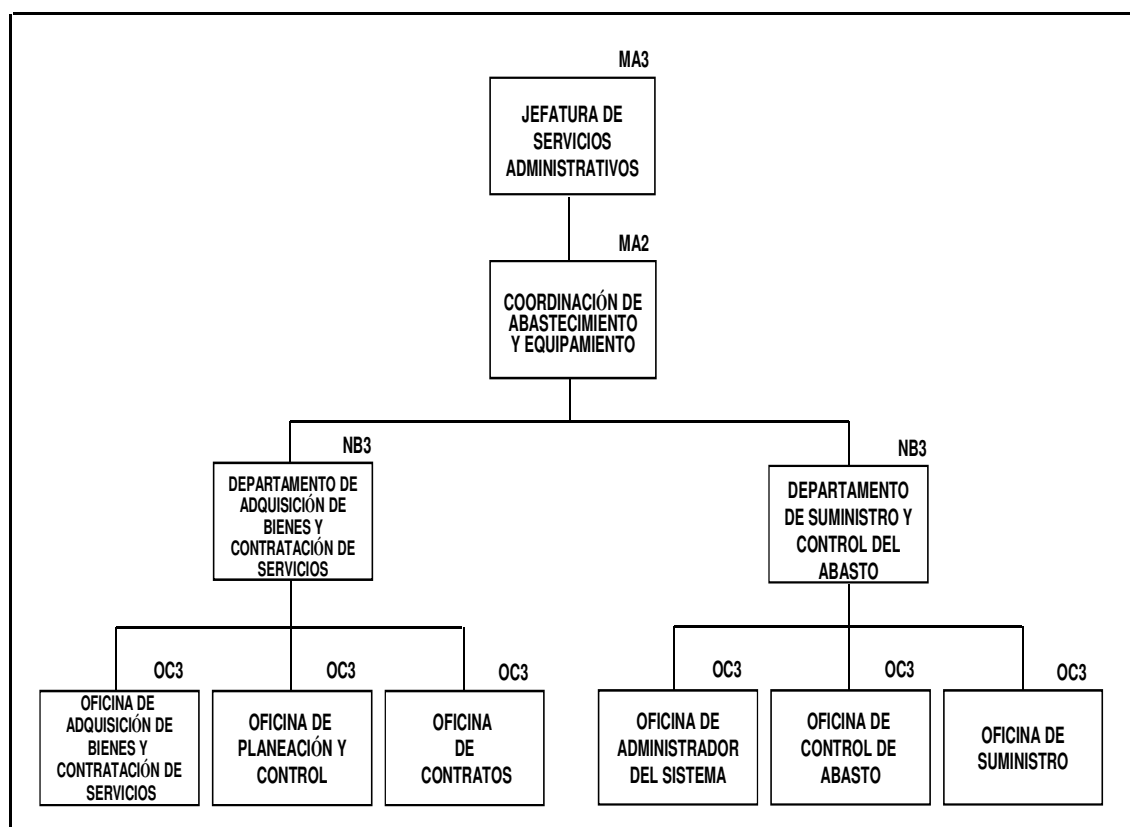 MA3
JEFATURA DE
SERVICIOS
ADMINISTRATIVOS
MA2
COORDINACIÓN DE
ABASTECIMIENTO
Y EQUIPAMIENTO
NB3
DEPARTAMENTO DE
ADQUISICIÓN DE
BIENES Y
CONTRATACIÓN DE
SERVICIOS
NB3
DEPARTAMENTO
DE SUMINISTRO Y
CONTROL DEL
ABASTO
OC3
OFICINA DE
ADQUISICIÓN DE
BIENES Y
CONTRATACIÓN DE
SERVICIOS
OC3
OFICINA DE
PLANEACIÓN Y
CONTROL
OC3
OFICINA
DE
CONTRATOS
OC3
OFICINA DE
ADMINISTRADOR
DEL SISTEMA
OC3
OFICINA DE
CONTROL DE
ABASTO
OC3
OFICINA DE
SUMINISTRO